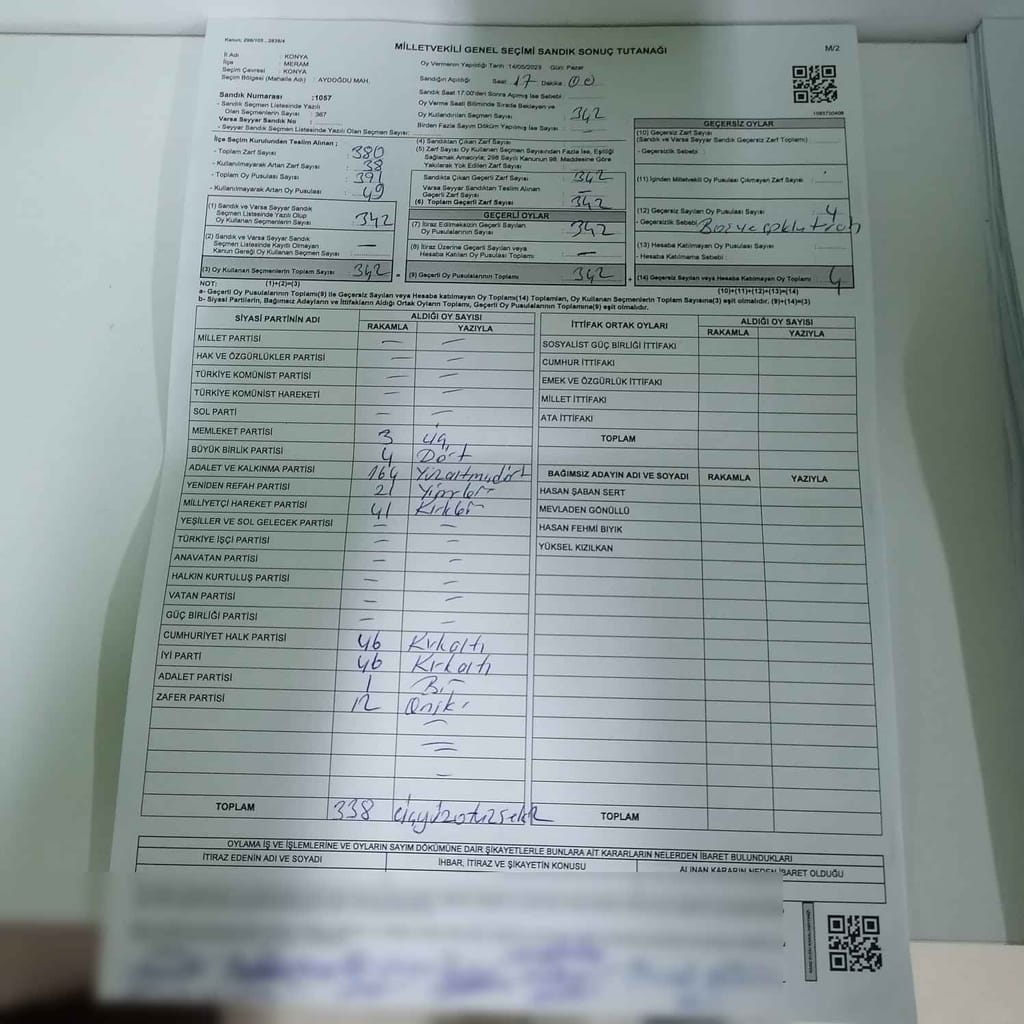 Kanun: 298/105 , 2839/4
MİLLETVEKİLİ GENEL SEÇİMİ SANDIK SONUÇ TUTANAĞI
M/2
İl Adı : KONYA
İlçe : MERAM
Seçim Çevresi : KONYA
Seçim Bölgesi (Mahalle Adı) : AYDOĞDU MAH.
Oy Vermenin Yapıldığı Tarih :14/05/2023 Gün: Pazar
Sandığın Açıldığı Saat 17 Dakika 00
Sandık Saat 17:00'den Sonra Açılmış İse Sebebi :
Oy Verme Saati Bitiminde Sırada Bekleyen ve
Oy Kullandırılan Seçmen Sayısı : 342
Birden Fazla Sayım Döküm Yapılmış İse Sayısı : —
Sandık Numarası :1057
- Sandık Seçmen Listesinde Yazılı
Olan Seçmenlerin Sayısı : 367
Varsa Seyyar Sandık No :
- Seyyar Sandık Seçmen Listesinde Yazılı Olan Seçmen Sayısı:
İlçe Seçim Kurulundan Teslim Alınan ;
- Toplam Zarf Sayısı : 380
- Kullanılmayarak Artan Zarf Sayısı : 38
- Toplam Oy Pusulası Sayısı : 391
- Kullanılmayarak Artan Oy Pusulası : 49
(1) Sandık ve Varsa Seyyar Sandık
Seçmen Listesinde Yazılı Olup
Oy Kullanan Seçmenlerin Sayısı : 342
(2) Sandık ve Varsa Seyyar Sandık
Seçmen Listesinde Kayıtlı Olmayan
Kanun Gereği Oy Kullanan Seçmen Sayısı : —
(3) Oy Kullanan Seçmenlerin Toplam Sayısı 342
(4) Sandıktan Çıkan Zarf Sayısı :
(5) Zarf Sayısı Oy Kullanan Seçmen Sayısından Fazla İse, Eşitliği
Sağlamak Amacıyla; 298 Sayılı Kanunun 98. Maddesine Göre
Yakılarak Yok Edilen Zarf Sayısı
Sandıkta Çıkan Geçerli Zarf Sayısı : 342
Varsa Seyyar Sandıktan Teslim Alınan
Geçerli Zarf Sayısı : —
(6) Toplam Geçerli Zarf Sayısı : 342
GEÇERLİ OYLAR
(7) İtiraz Edilmeksizin Geçerli Sayılan
Oy Pusulasının Sayısı : 342
(8) İtiraz Üzerine Geçerli Sayılan veya
Hesaba Katılan Oy Pusulası Toplamı : —
(9) Geçerli Oy Pusulalarının Toplamı : 342
GEÇERSİZ OYLAR
(10) Geçersiz Zarf Sayısı
(Sandık ve Varsa Seyyar Sandık Geçersiz Zarf Toplamı) :
- Geçersizlik Sebebi :
(11) İçinden Milletvekili Oy Pusulası Çıkmayan Zarf Sayısı :
(12) Geçersiz Sayılan Oy Pusulası Sayısı : 4
- Geçersizlik Sebebi :
(13) Hesaba Katılmayan Oy Pusulası Sayısı :
- Hesaba Katılmama Sebebi :
(14) Geçersiz Sayılan veya Hesaba Katılmayan Oy Toplamı : 4
NOT: (1)+(2)=(3) (10)+(11)+(12)+(13)=(14)
a- Geçerli Oy Pusulalarının Toplamı(9) ile Geçersiz Sayılan veya Hesaba katılmayan Oy Toplamı(14) Toplamları, Oy Kullanan Seçmenlerin Toplam Sayısına(3) eşit olmalıdır. (9)+(14)=(3)
b- Siyasi Partilerin, Bağımsız Adayların ve İttifakların Aldığı Ortak Oyların Toplamı, Geçerli Oy Pusulalarının Toplamına(9) eşit olmalıdır.
SİYASİ PARTİNİN ADI ALDIĞI OY SAYISI
RAKAMLA YAZIYLA
MİLLET PARTİSİ — —
HAK VE ÖZGÜRLÜKLER PARTİSİ — —
TÜRKİYE KOMÜNİST PARTİSİ — —
TÜRKİYE KOMÜNİST HAREKETİ — —
SOL PARTİ — —
MEMLEKET PARTİSİ 3 Üç
BÜYÜK BİRLİK PARTİSİ 4 Dört
ADALET VE KALKINMA PARTİSİ 164 Yüzaltmışdört
YENİDEN REFAH PARTİSİ 21 Yirmibir
MİLLİYETÇİ HAREKET PARTİSİ 41 Kırkbir
YEŞİLLER VE SOL GELECEK PARTİSİ — —
TÜRKİYE İŞÇİ PARTİSİ — —
ANAVATAN PARTİSİ — —
HALKIN KURTULUŞ PARTİSİ — —
VATAN PARTİSİ — —
GÜÇ BİRLİĞİ PARTİSİ — —
CUMHURİYET HALK PARTİSİ 46 Kırkaltı
İYİ PARTİ 46 Kırkaltı
ADALET PARTİSİ 1 Bir
ZAFER PARTİSİ 12 Oniki
TOPLAM 338 Üçyüzotuzsekiz
İTTİFAK ORTAK OYLARI ALDIĞI OY SAYISI
RAKAMLA YAZIYLA
SOSYALİST GÜÇ BİRLİĞİ İTTİFAKI
CUMHUR İTTİFAKI
EMEK VE ÖZGÜRLÜK İTTİFAKI
MİLLET İTTİFAKI
ATA İTTİFAKI
TOPLAM
BAĞIMSIZ ADAYIN ADI VE SOYADI RAKAMLA YAZIYLA
HASAN ŞABAN SERT
MEVLADEN GÖNÜLLÜ
HASAN FEHMİ BIYIK
YÜKSEL KIZILKAN
TOPLAM
OYLAMA İŞ VE İŞLEMLERİNE VE OYLARIN SAYIM DÖKÜMÜNE DAİR ŞİKAYETLERLE BUNLARA AİT KARARLARIN NELERDEN İBARET BULUNDUKLARI
İTİRAZ EDENİN ADI VE SOYADI İHBAR, İTİRAZ VE ŞİKAYETİN KONUSU ALINAN KARARIN NEDEN İBARET OLDUĞU